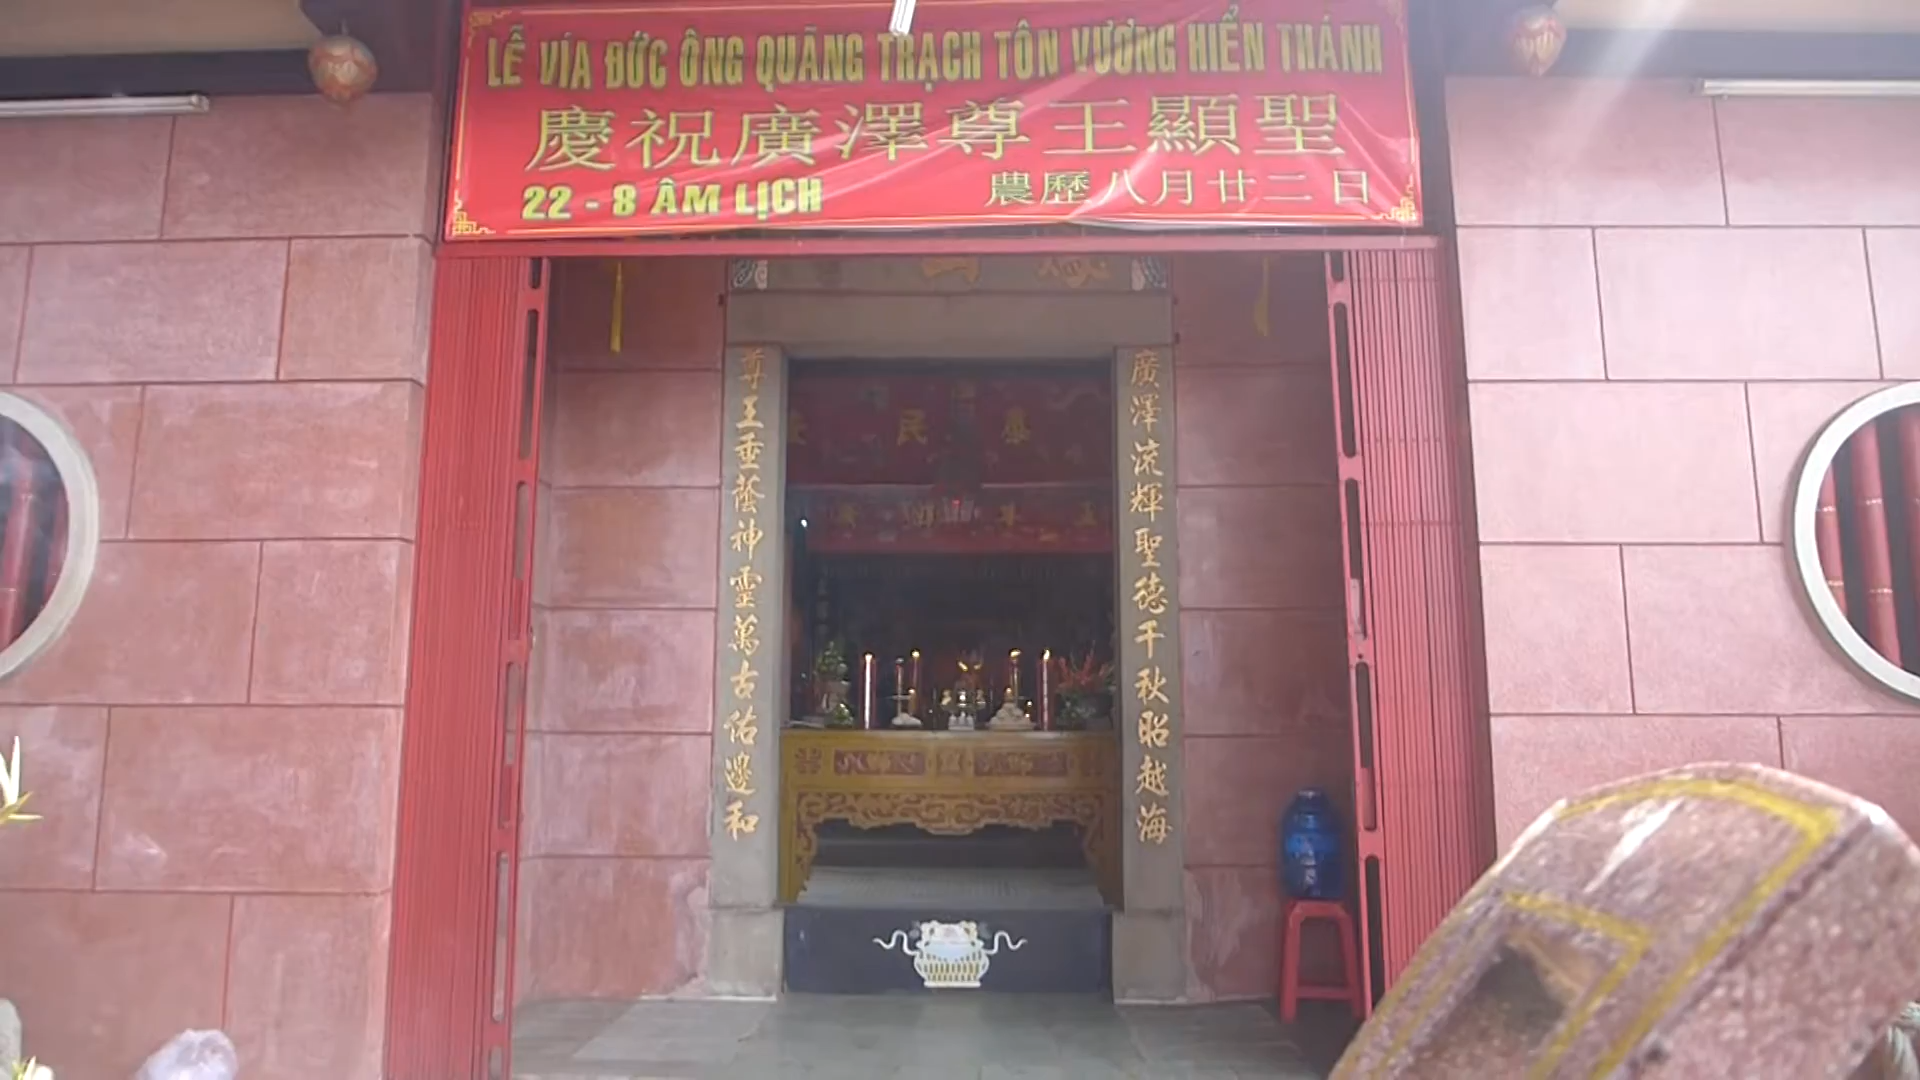 LỄ VÍA ĐỨC ÔNG QUÃNG TRẠCH TÔN VƯƠNG HIỂN THÁNH
慶祝廣澤尊王顯聖
22 - 8 ÂM LỊCH
農歷八月廿二日
廣澤流輝聖德千秋昭越海
尊王垂蔭神靈萬古佑邊和
民